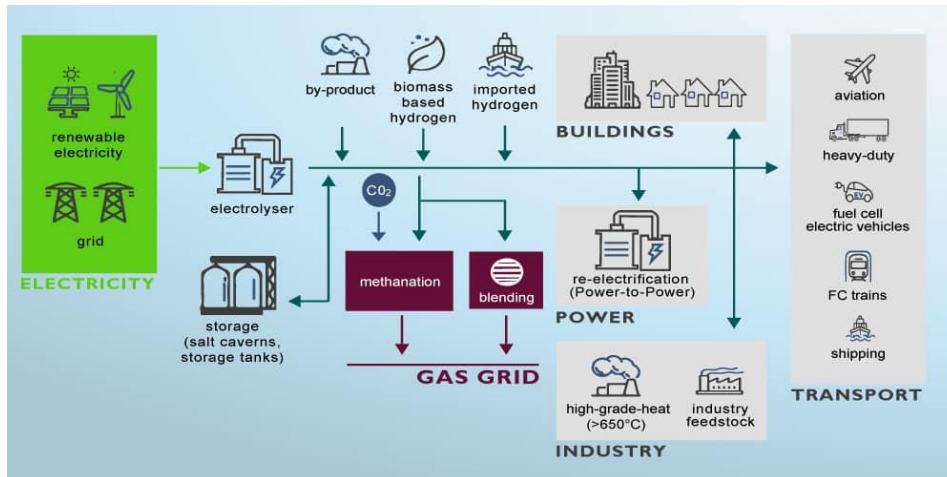 renewable
electricity
grid
ELECTRICITY
electrolyser
storage
(salt caverns,
storage tanks)
by-product
biomass
based
hydrogen
imported
hydrogen
C0₂
methanation
blending
GAS GRID
BUILDINGS
re-electrification
(Power-to-Power)
POWER
high-grade-heat
(>650°C)
industry
feedstock
INDUSTRY
aviation
heavy-duty
EV
fuel cell
electric vehicles
FC trains
shipping
TRANSPORT